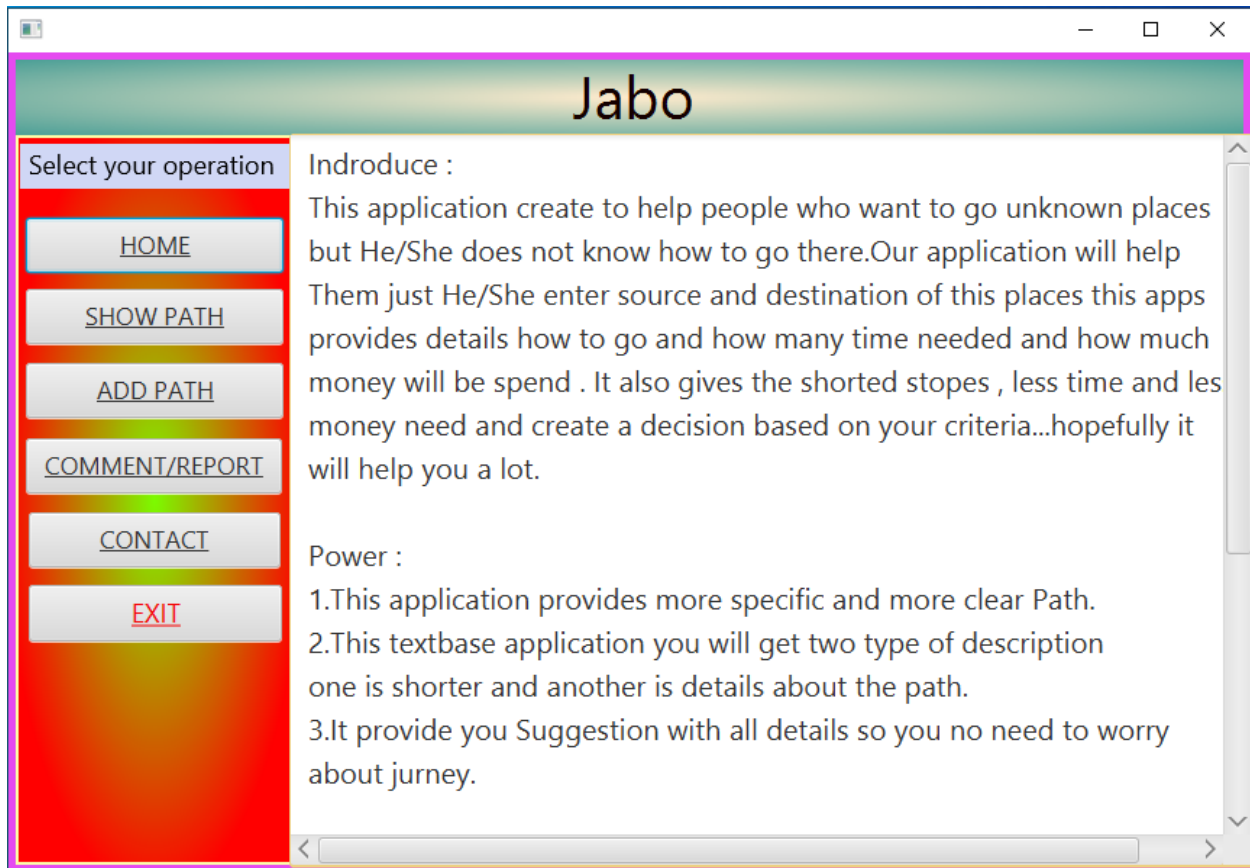 Jabo
Select your operation
HOME
SHOW PATH
ADD PATH
COMMENT/REPORT
CONTACT
EXIT
Indroduce :
This application create to help people who want to go unknown places
but He/She does not know how to go there.Our application will help
Them just He/She enter source and destination of this places this apps
provides details how to go and how many time needed and how much
money will be spend . It also gives the shorted stopes , less time and les
money need and create a decision based on your criteria...hopefully it
will help you a lot.
Power :
1.This application provides more specific and more clear Path.
2.This textbase application you will get two type of description
one is shorter and another is details about the path.
3.It provide you Suggestion with all details so you no need to worry
about jurney.